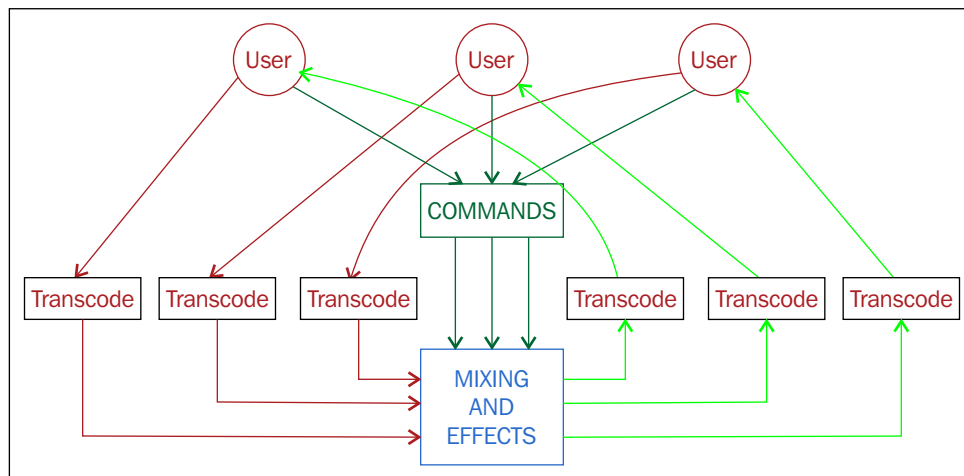 User
User
User
COMMANDS
Transcode
Transcode
Transcode
Transcode
Transcode
Transcode
MIXING
AND
EFFECTS